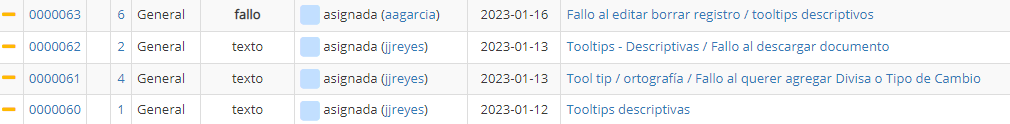 0000063 6 General fallo asignada (aagarcia) 2023-01-16 Fallo al editar borrar registro / tooltips descriptivos
0000062 2 General texto asignada (jjreyes) 2023-01-13 Tooltips - Descriptivas / Fallo al descargar documento
0000061 4 General texto asignada (jjreyes) 2023-01-13 Tool tip / ortografía / Fallo al querer agregar Divisa o Tipo de Cambio
0000060 1 General texto asignada (jjreyes) 2023-01-12 Tooltips descriptivas